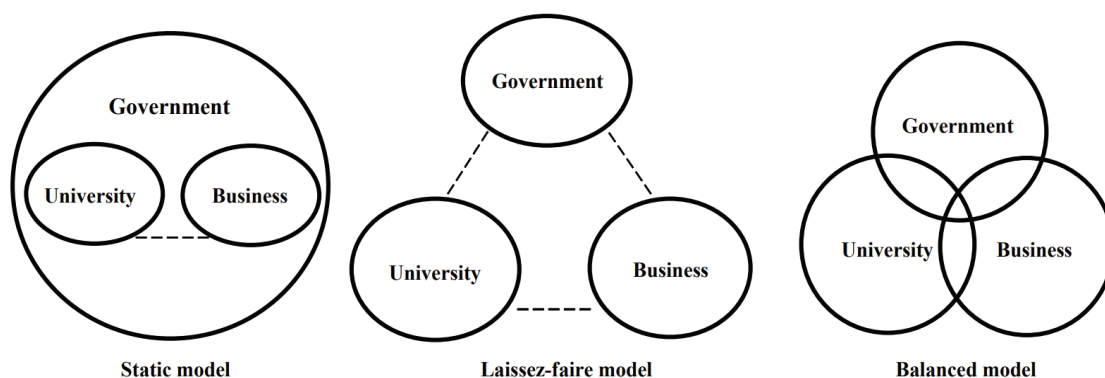 Government
University
Business
Static model
Government
University
Business
Laissez-faire model
Government
University
Business
Balanced model